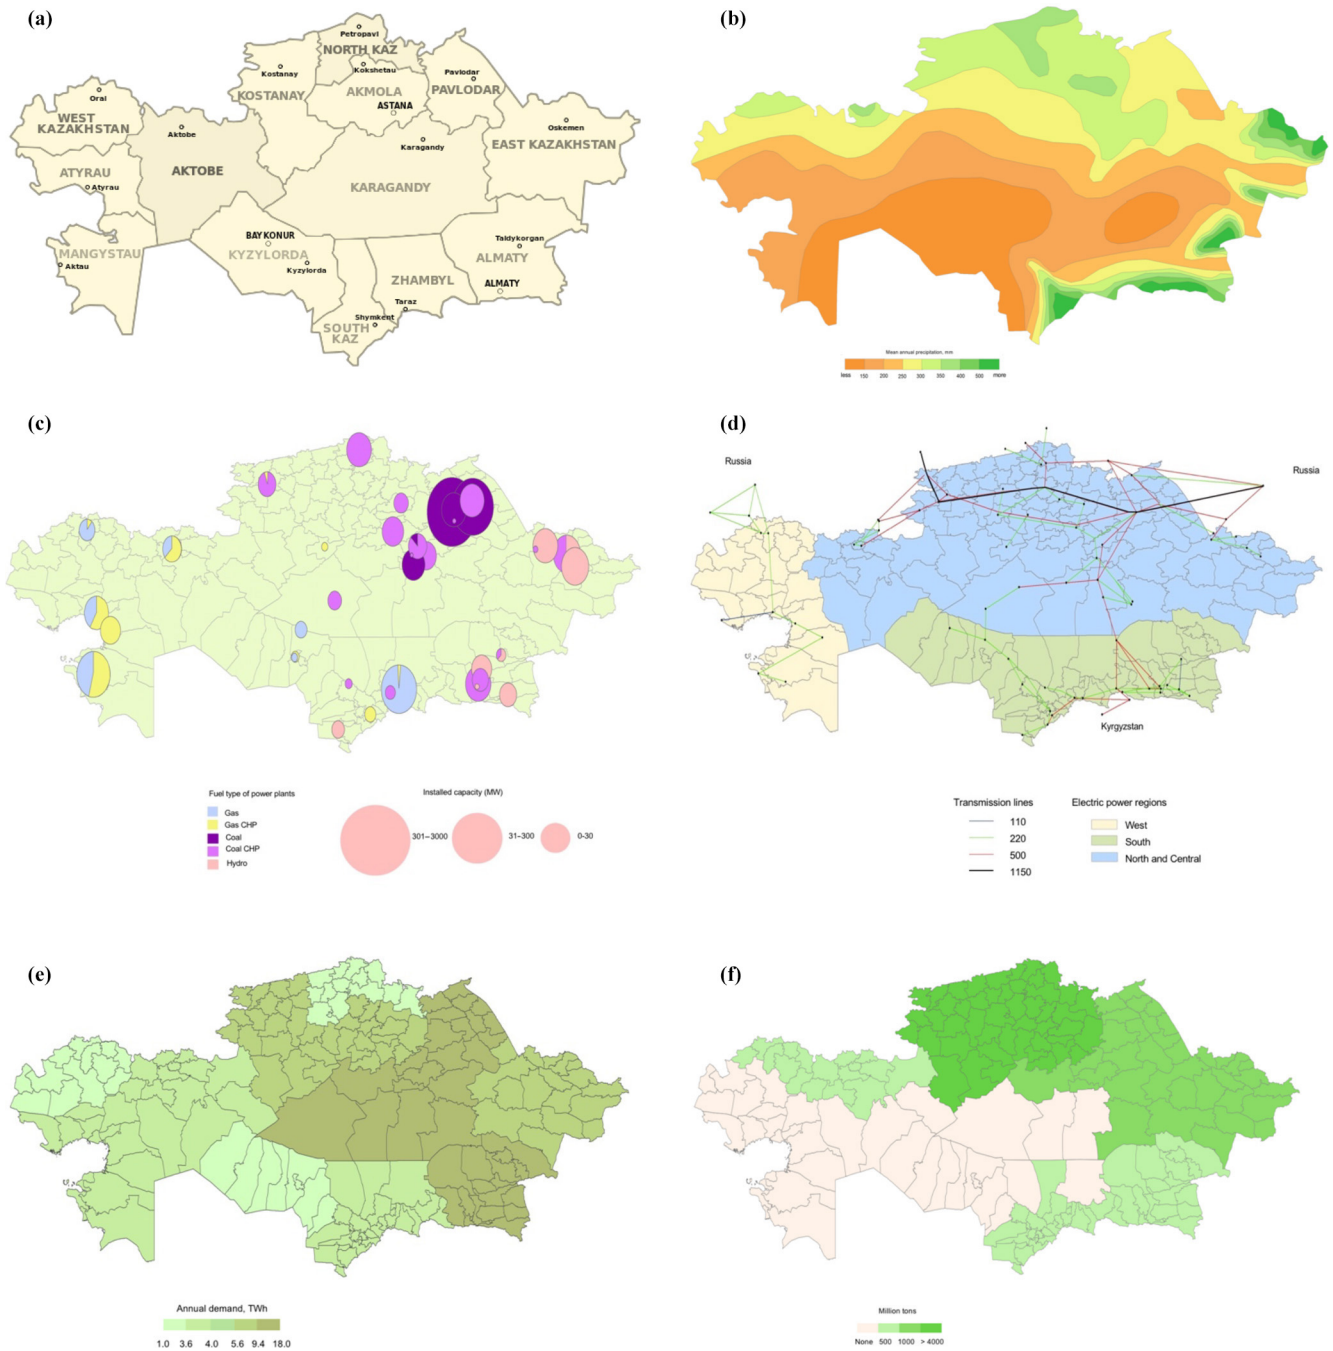 (a)
Petropavl
NORTH KAZ
Kostanay
Kokshetau
Pavlodar
KOSTANAY
AKMOLA
PAVLODAR
ASTANA
Oral
WEST
KAZAKHSTAN
Aktobe
Oskemen
Karagandy
EAST KAZAKHSTAN
ATYRAU
Atyrau
AKTOBE
KARAGANDY
BAYKONUR
KYZYLORDA
Kyzylorda
Taldykorgan
ALMATY
MANGYSTAU
Aktau
ZHAMBYL
ALMATY
Taraz
Shymkent
SOUTH
KAZ
(b)
Mean annual precipitation, mm
less 150 200 250 300 350 400 500 more
(c)
Fuel type of power plants
Gas
Gas CHP
Coal
Coal CHP
Hydro
Installed capacity (MW)
301–3000
31–300
0-30
(d)
Russia
Russia
Kyrgyzstan
Transmission lines
110
220
500
1150
Electric power regions
West
South
North and Central
(e)
Annual demand, TWh
1.0 3.6 4.0 5.6 9.4 18.0
(f)
Million tons
None 500 1000 > 4000